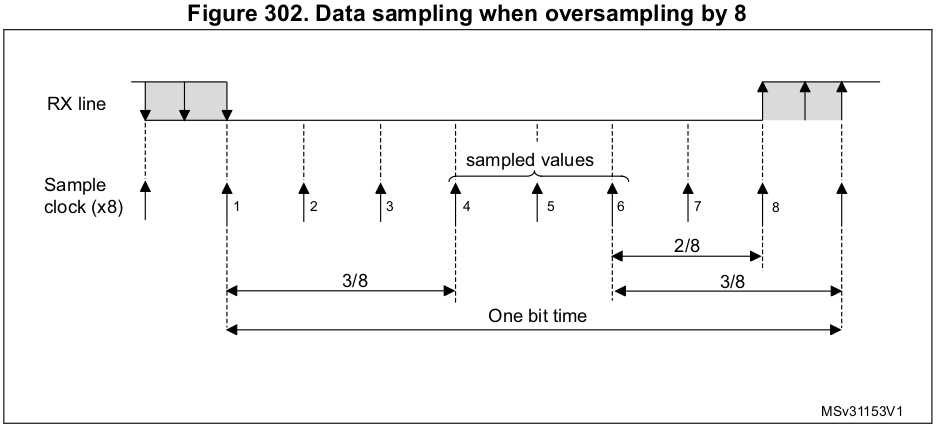 Figure 302. Data sampling when oversampling by 8
RX line
sampled values
Sample
clock (x8)
1 2 3 4 5 6 7 8
2/8
3/8 3/8
One bit time
MSv31153V1